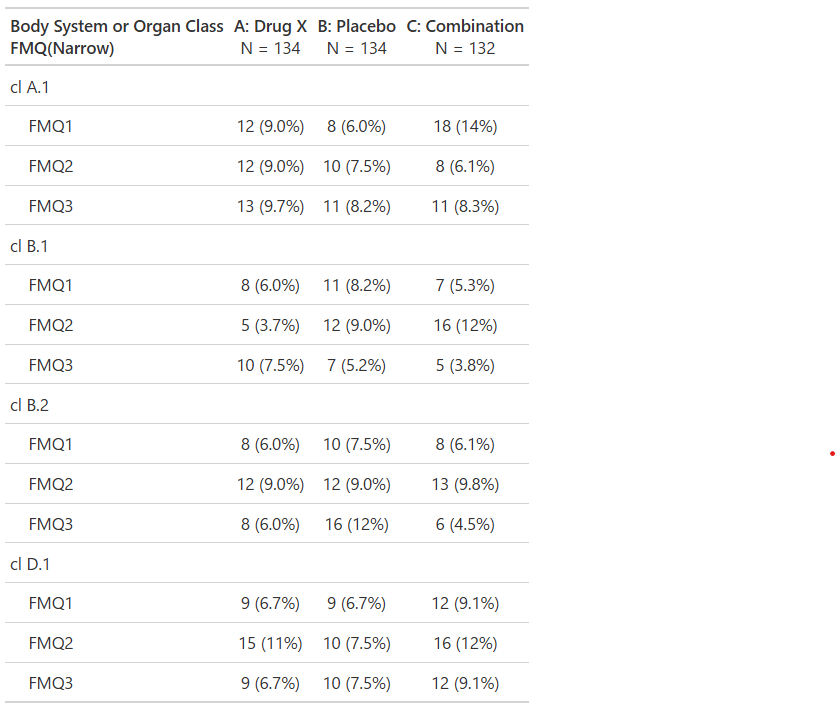 Body System or Organ Class A: Drug X B: Placebo C: Combination
FMQ(Narrow) N = 134 N = 134 N = 132
cl A.1
FMQ1 12 (9.0%) 8 (6.0%) 18 (14%)
FMQ2 12 (9.0%) 10 (7.5%) 8 (6.1%)
FMQ3 13 (9.7%) 11 (8.2%) 11 (8.3%)
cl B.1
FMQ1 8 (6.0%) 11 (8.2%) 7 (5.3%)
FMQ2 5 (3.7%) 12 (9.0%) 16 (12%)
FMQ3 10 (7.5%) 7 (5.2%) 5 (3.8%)
cl B.2
FMQ1 8 (6.0%) 10 (7.5%) 8 (6.1%)
FMQ2 12 (9.0%) 12 (9.0%) 13 (9.8%)
FMQ3 8 (6.0%) 16 (12%) 6 (4.5%)
cl D.1
FMQ1 9 (6.7%) 9 (6.7%) 12 (9.1%)
FMQ2 15 (11%) 10 (7.5%) 16 (12%)
FMQ3 9 (6.7%) 10 (7.5%) 12 (9.1%)